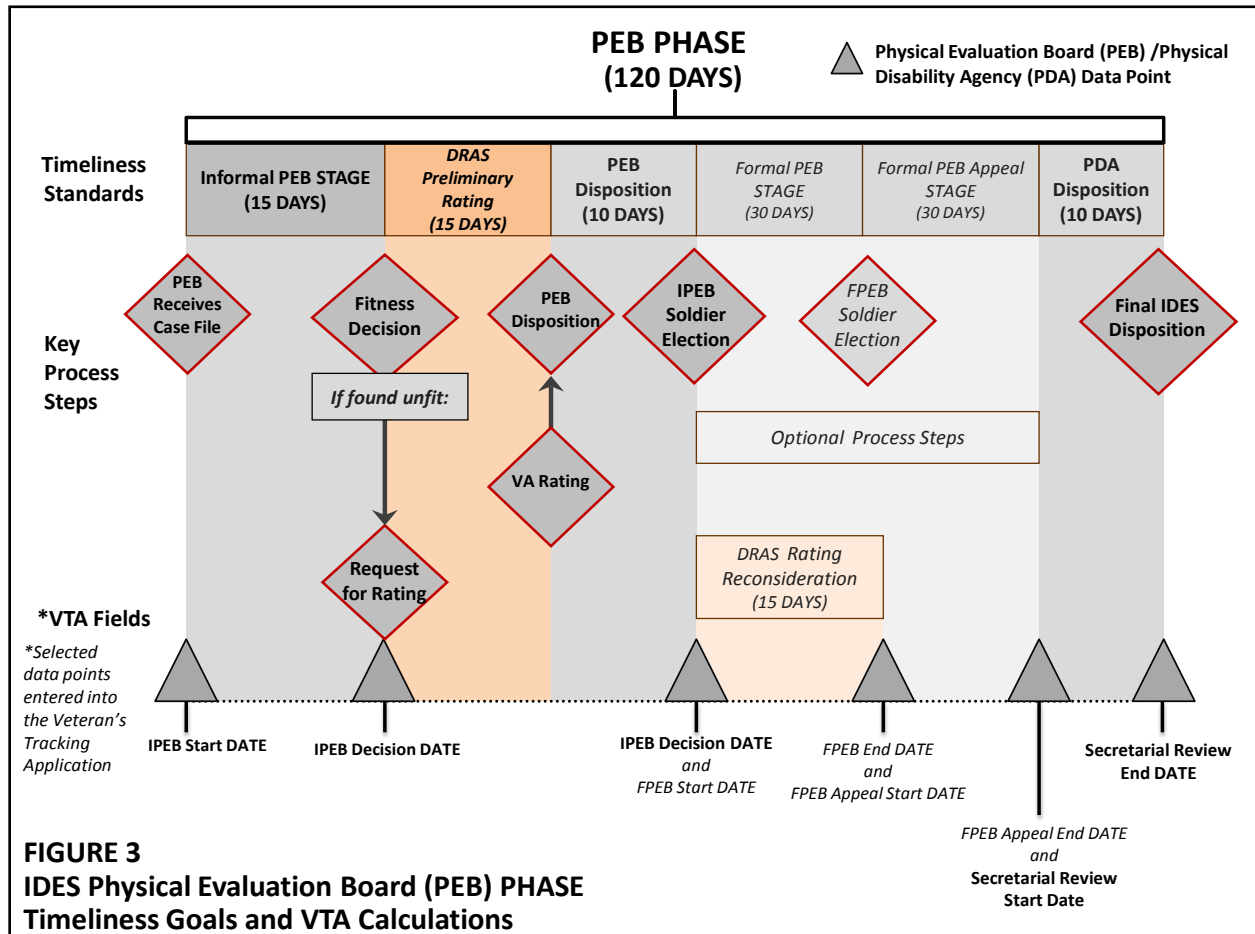 PEB PHASE
(120 DAYS)
Physical Evaluation Board (PEB) /Physical
Disability Agency (PDA) Data Point
Timeliness
Standards
Informal PEB STAGE
(15 DAYS)
DRAS
Preliminary
Rating
(15 DAYS)
PEB
Disposition
(10 DAYS)
Formal PEB
STAGE
(30 DAYS)
Formal PEB Appeal
STAGE
(30 DAYS)
PDA
Disposition
(10 DAYS)
Key
Process
Steps
PEB
Receives
Case File
Fitness
Decision
PEB
Disposition
IPEB
Soldier
Election
FPEB
Soldier
Election
Final IDES
Disposition
If found unfit:
Optional Process Steps
VA Rating
Request
for Rating
DRAS Rating
Reconsideration
(15 DAYS)
*VTA Fields
*Selected
data points
entered into
the Veteran's
Tracking
Application
IPEB Start DATE
IPEB Decision DATE
IPEB Decision DATE
and
FPEB Start DATE
FPEB End DATE
and
FPEB Appeal Start DATE
Secretarial Review
End DATE
FPEB Appeal End DATE
and
Secretarial Review
Start Date
FIGURE 3
IDES Physical Evaluation Board (PEB) PHASE
Timeliness Goals and VTA Calculations